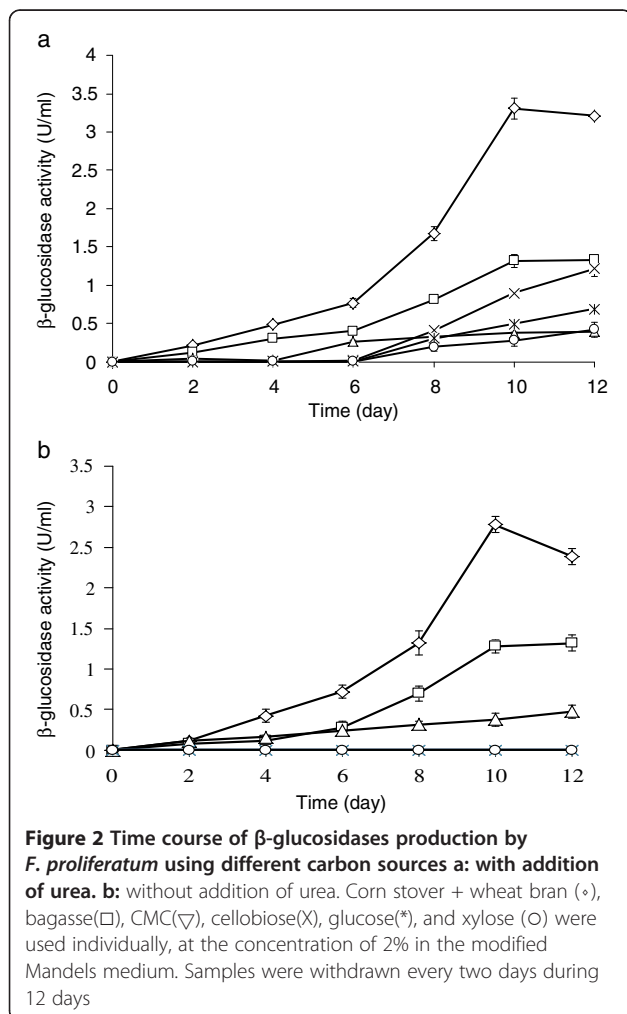 a
4
3.5
3
2.5
2
1.5
1
0.5
0
β-glucosidase activity (U/ml)
0 2 4 6 8 10 12
Time (day)
b
3.5
3
2.5
2
1.5
1
0.5
0
β-glucosidase activity (U/ml)
0 2 4 6 8 10 12
Time (day)
Figure 2 Time course of β-glucosidases production by
F. proliferatum using different carbon sources a: with addition
of urea. b: without addition of urea. Corn stover + wheat bran (⋄),
bagasse(□), CMC(▽), cellobiose(X), glucose(*), and xylose (○) were
used individually, at the concentration of 2% in the modified
Mandels medium. Samples were withdrawn every two days during
12 days